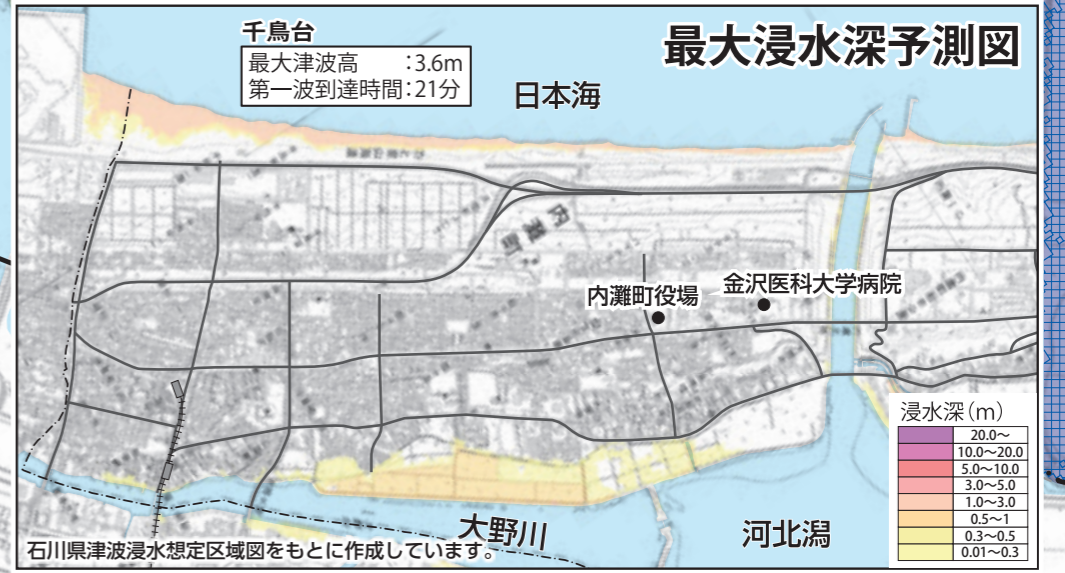 千鳥台
最大津波高 :3.6m
第一波到達時間:21分
最大浸水深予測図
日本海
内灘町
内灘町役場
金沢医科大学病院
大野川
河北潟
浸水深(m)
20.0~
10.0~20.0
5.0~10.0
3.0~5.0
1.0~3.0
0.5~1
0.3~0.5
0.01~0.3
石川県津波浸水想定区域図をもとに作成しています。